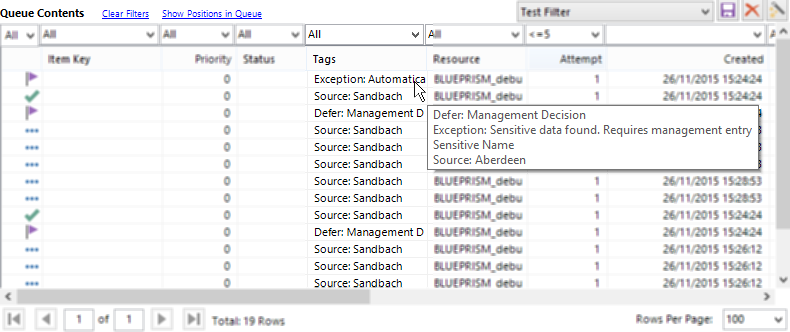 Queue Contents Clear Filters Show Positions in Queue Test Filter
All All All All All All <=5
Item Key Priority Status Tags Resource Attempt Created
0 Exception: Automatica BLUEPRISM_debu 1 26/11/2015 15:24:24
0 Source: Sandbach BLUEPRISM_debu 1 26/11/2015 15:24:24
0 Defer: Management D
0 Source: Sandbach
0 Source: Sandbach
0 Source: Sandbach
Defer: Management Decision
Exception: Sensitive data found. Requires management entry
Sensitive Name
Source: Aberdeen
0 Source: Sandbach BLUEPRISM_debu 1 26/11/2015 15:28:53
0 Source: Sandbach BLUEPRISM_debu 1 26/11/2015 15:28:53
0 Source: Sandbach BLUEPRISM_debu 1 26/11/2015 15:24:24
0 Defer: Management D BLUEPRISM_debu 1 26/11/2015 15:24:24
0 Source: Sandbach BLUEPRISM_debu 1 26/11/2015 15:26:12
0 Source: Sandbach BLUEPRISM_debu 1 26/11/2015 15:26:12
0 Source: Sandbach BLUEPRISM_debu 1 26/11/2015 15:26:12
1 of 1 Total: 19 Rows Rows Per Page: 100